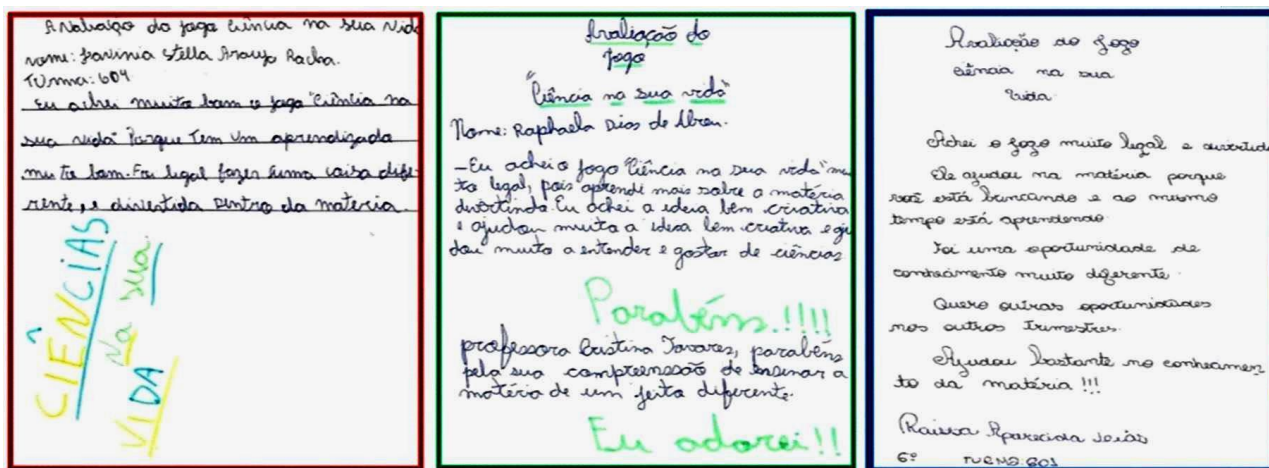 Avaliação do jogo Ciência na sua vida
nome: Lavinia Stella Araujo Rocha.
Turma: 604
Eu achei muito bom o jogo "Ciência na
sua vida" Porque Tem um aprendizado
muito bom. Foi legal fazer uma coisa dife-
rente, e divertida dentro da materia.
CIÊNCIAS
Na sua
VIDA
Avaliação do
jogo
"Ciência na sua vida"
Nome: Raphaela Dias de Abreu.
- Eu achei o jogo "Ciência na sua vida" mui
to legal, pois aprendi mais sobre a matéria
divertindo. Eu achei a ideia bem criativa
e ajudou muito a ideia bem criativa e aju
dou muito a entender e gostar de ciências
Parabéns.!!!!
professora Cristina Tavares, parabéns
pela sua compreenssão de ensinar a
matéria de um jeito diferente.
Eu adorei!!
Avaliação do jogo
Ciência na sua
vida
Achei o jogo muito legal e divertido
Ele ajudou na matéria porque
você está brincando e ao mesmo
tempo está aprendendo
Foi uma oportunidade de
conhecimento muito diferente.
Quero outras oportunidades
nos outros trimestres.
Ajudou bastante no conhecimen
to da matéria !!!
Raissa Aparecida
6º TURMA 601